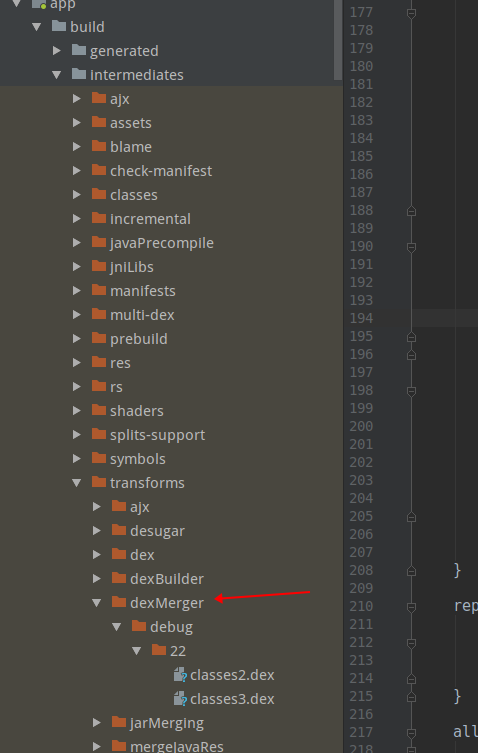 app
build
generated
intermediates
ajx
assets
blame
check-manifest
classes
incremental
javaPrecompile
jniLibs
manifests
multi-dex
prebuild
res
rs
shaders
splits-support
symbols
transforms
ajx
desugar
dex
dexBuilder
dexMerger
debug
22
classes2.dex
classes3.dex
jarMerging
mergeJavaRes
177
178
179
180
181
182
183
184
185
186
187
188
189
190
191
192
193
194
195
196
197
198
199
200
201
202
203
204
205
206
207
208 }
209
210 rep
211
212
213
214
215 }
216
217 all
218